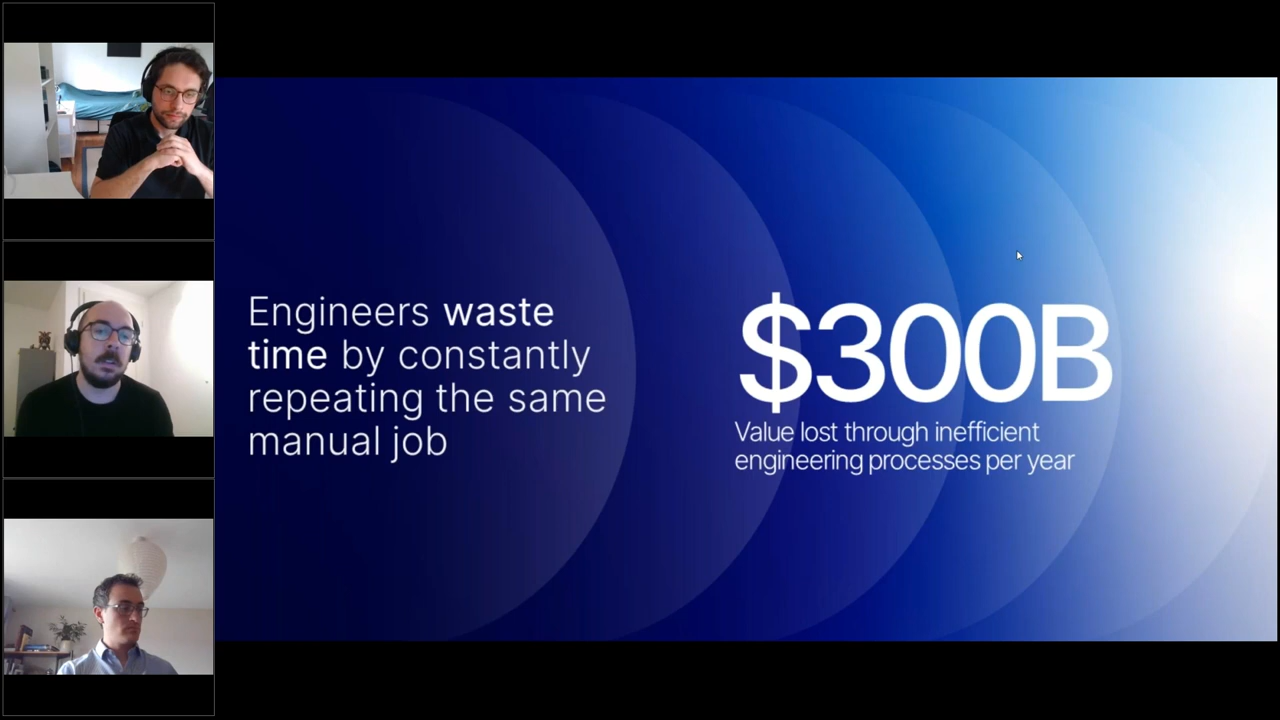 Engineers waste
time by constantly
repeating the same
manual job
$300B
Value lost through inefficient
engineering processes per year